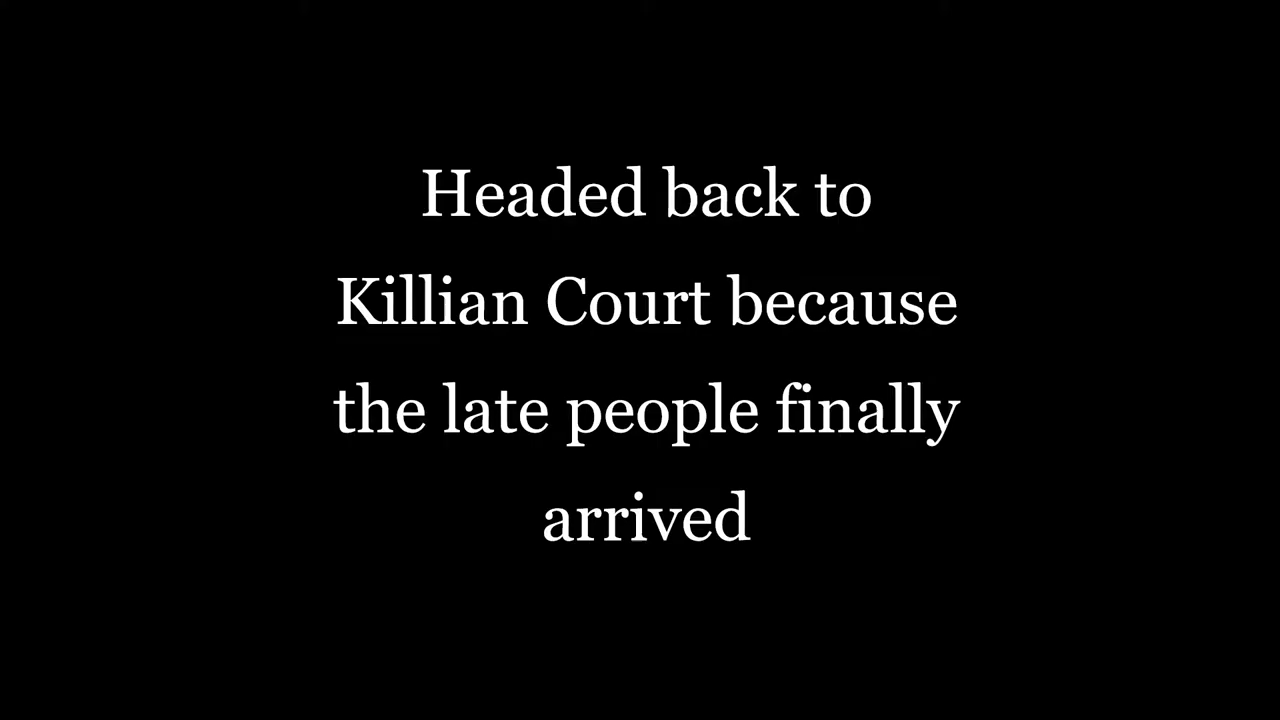 Headed back to
Killian Court because
the late people finally
arrived